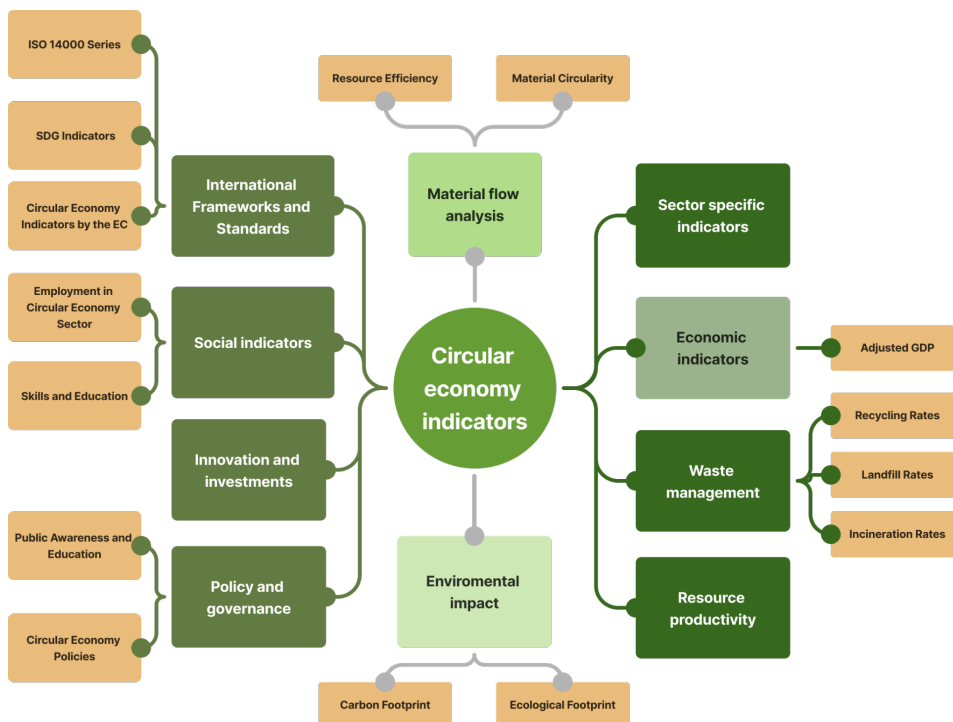 ISO 14000 Series
SDG Indicators
Circular Economy
Indicators by the EC
Employment in
Circular Economy
Sector
Skills and Education
Public Awareness and
Education
Circular Economy
Policies
International
Frameworks and
Standards
Social indicators
Innovation and
investments
Policy and
governance
Resource Efficiency
Material Circularity
Material flow
analysis
Circular
economy
indicators
Enviromental
impact
Carbon Footprint
Ecological Footprint
Sector specific
indicators
Economic
indicators
Waste
management
Resource
productivity
Adjusted GDP
Recycling Rates
Landfill Rates
Incineration Rates